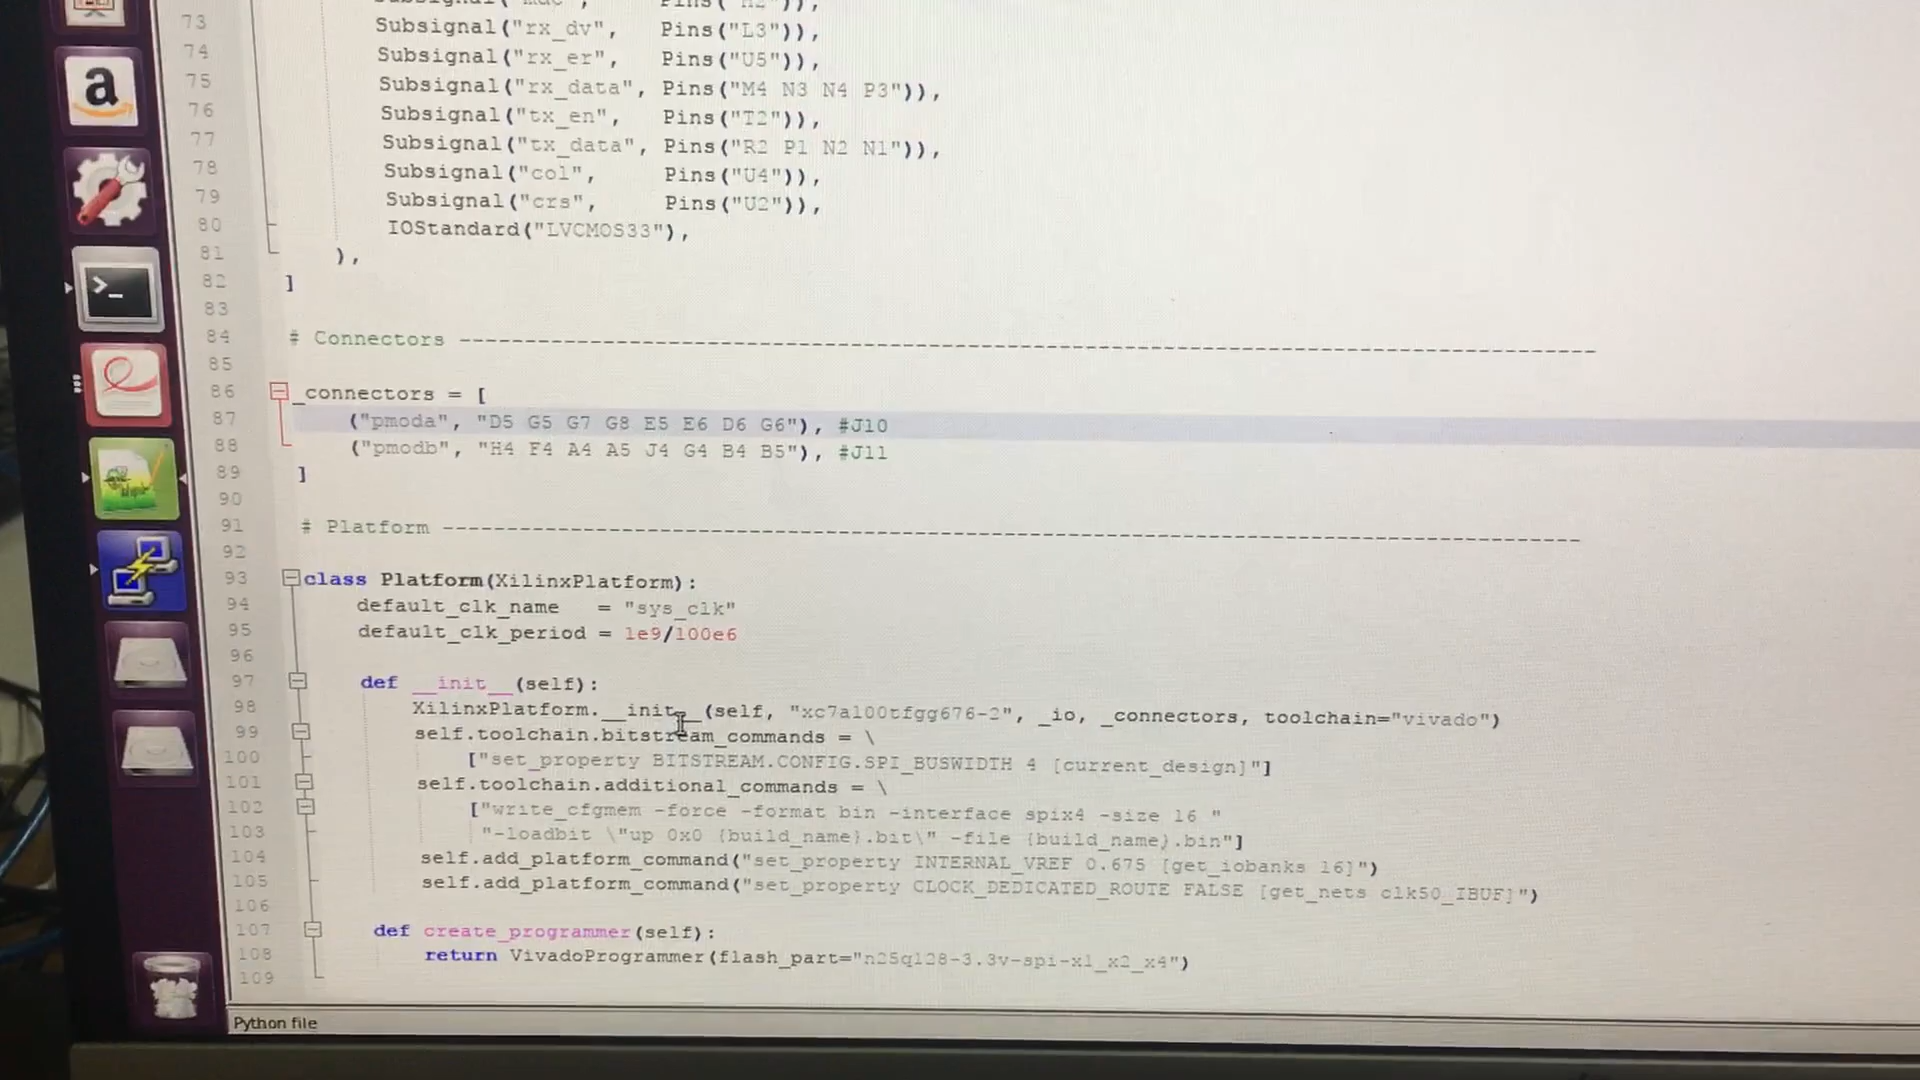 73 Subsignal("rx_dv", Pins("L3")),
74 Subsignal("rx_er", Pins("U5")),
75 Subsignal("rx_data", Pins("M4 N3 N4 P3")),
76 Subsignal("tx_en", Pins("T2")),
77 Subsignal("tx_data", Pins("R2 P1 N2 N1")),
78 Subsignal("col", Pins("U4")),
79 Subsignal("crs", Pins("U2")),
80 IOStandard("LVCMOS33"),
81 ),
82 ]
83
84 # Connectors ----------------------------------------------------------------------------------------
85
86 _connectors = [
87 ("pmoda", "D5 G5 G7 G8 E5 E6 D6 G6"), #J10
88 ("pmodb", "H4 F4 A4 A5 J4 G4 B4 B5"), #J11
89 ]
90
91 # Platform ------------------------------------------------------------------------------------------
92
93 class Platform(XilinxPlatform):
94 default_clk_name = "sys_clk"
95 default_clk_period = 1e9/100e6
96
97 def __init__(self):
98 XilinxPlatform.__init__(self, "xc7a100tfgg676-2", _io, _connectors, toolchain="vivado")
99 self.toolchain.bitstream_commands = \
100 ["set_property BITSTREAM.CONFIG.SPI_BUSWIDTH 4 [current_design]"]
101 self.toolchain.additional_commands = \
102 ["write_cfgmem -force -format bin -interface spix4 -size 16 "
103 "-loadbit \"up 0x0 {build_name}.bit\" -file {build_name}.bin"]
104 self.add_platform_command("set_property INTERNAL_VREF 0.675 [get_iobanks 16]")
105 self.add_platform_command("set_property CLOCK_DEDICATED_ROUTE FALSE [get_nets clk50_IBUF]")
106
107 def create_programmer(self):
108 return VivadoProgrammer(flash_part="n25q128-3.3v-spi-x1_x2_x4")
109
Python file